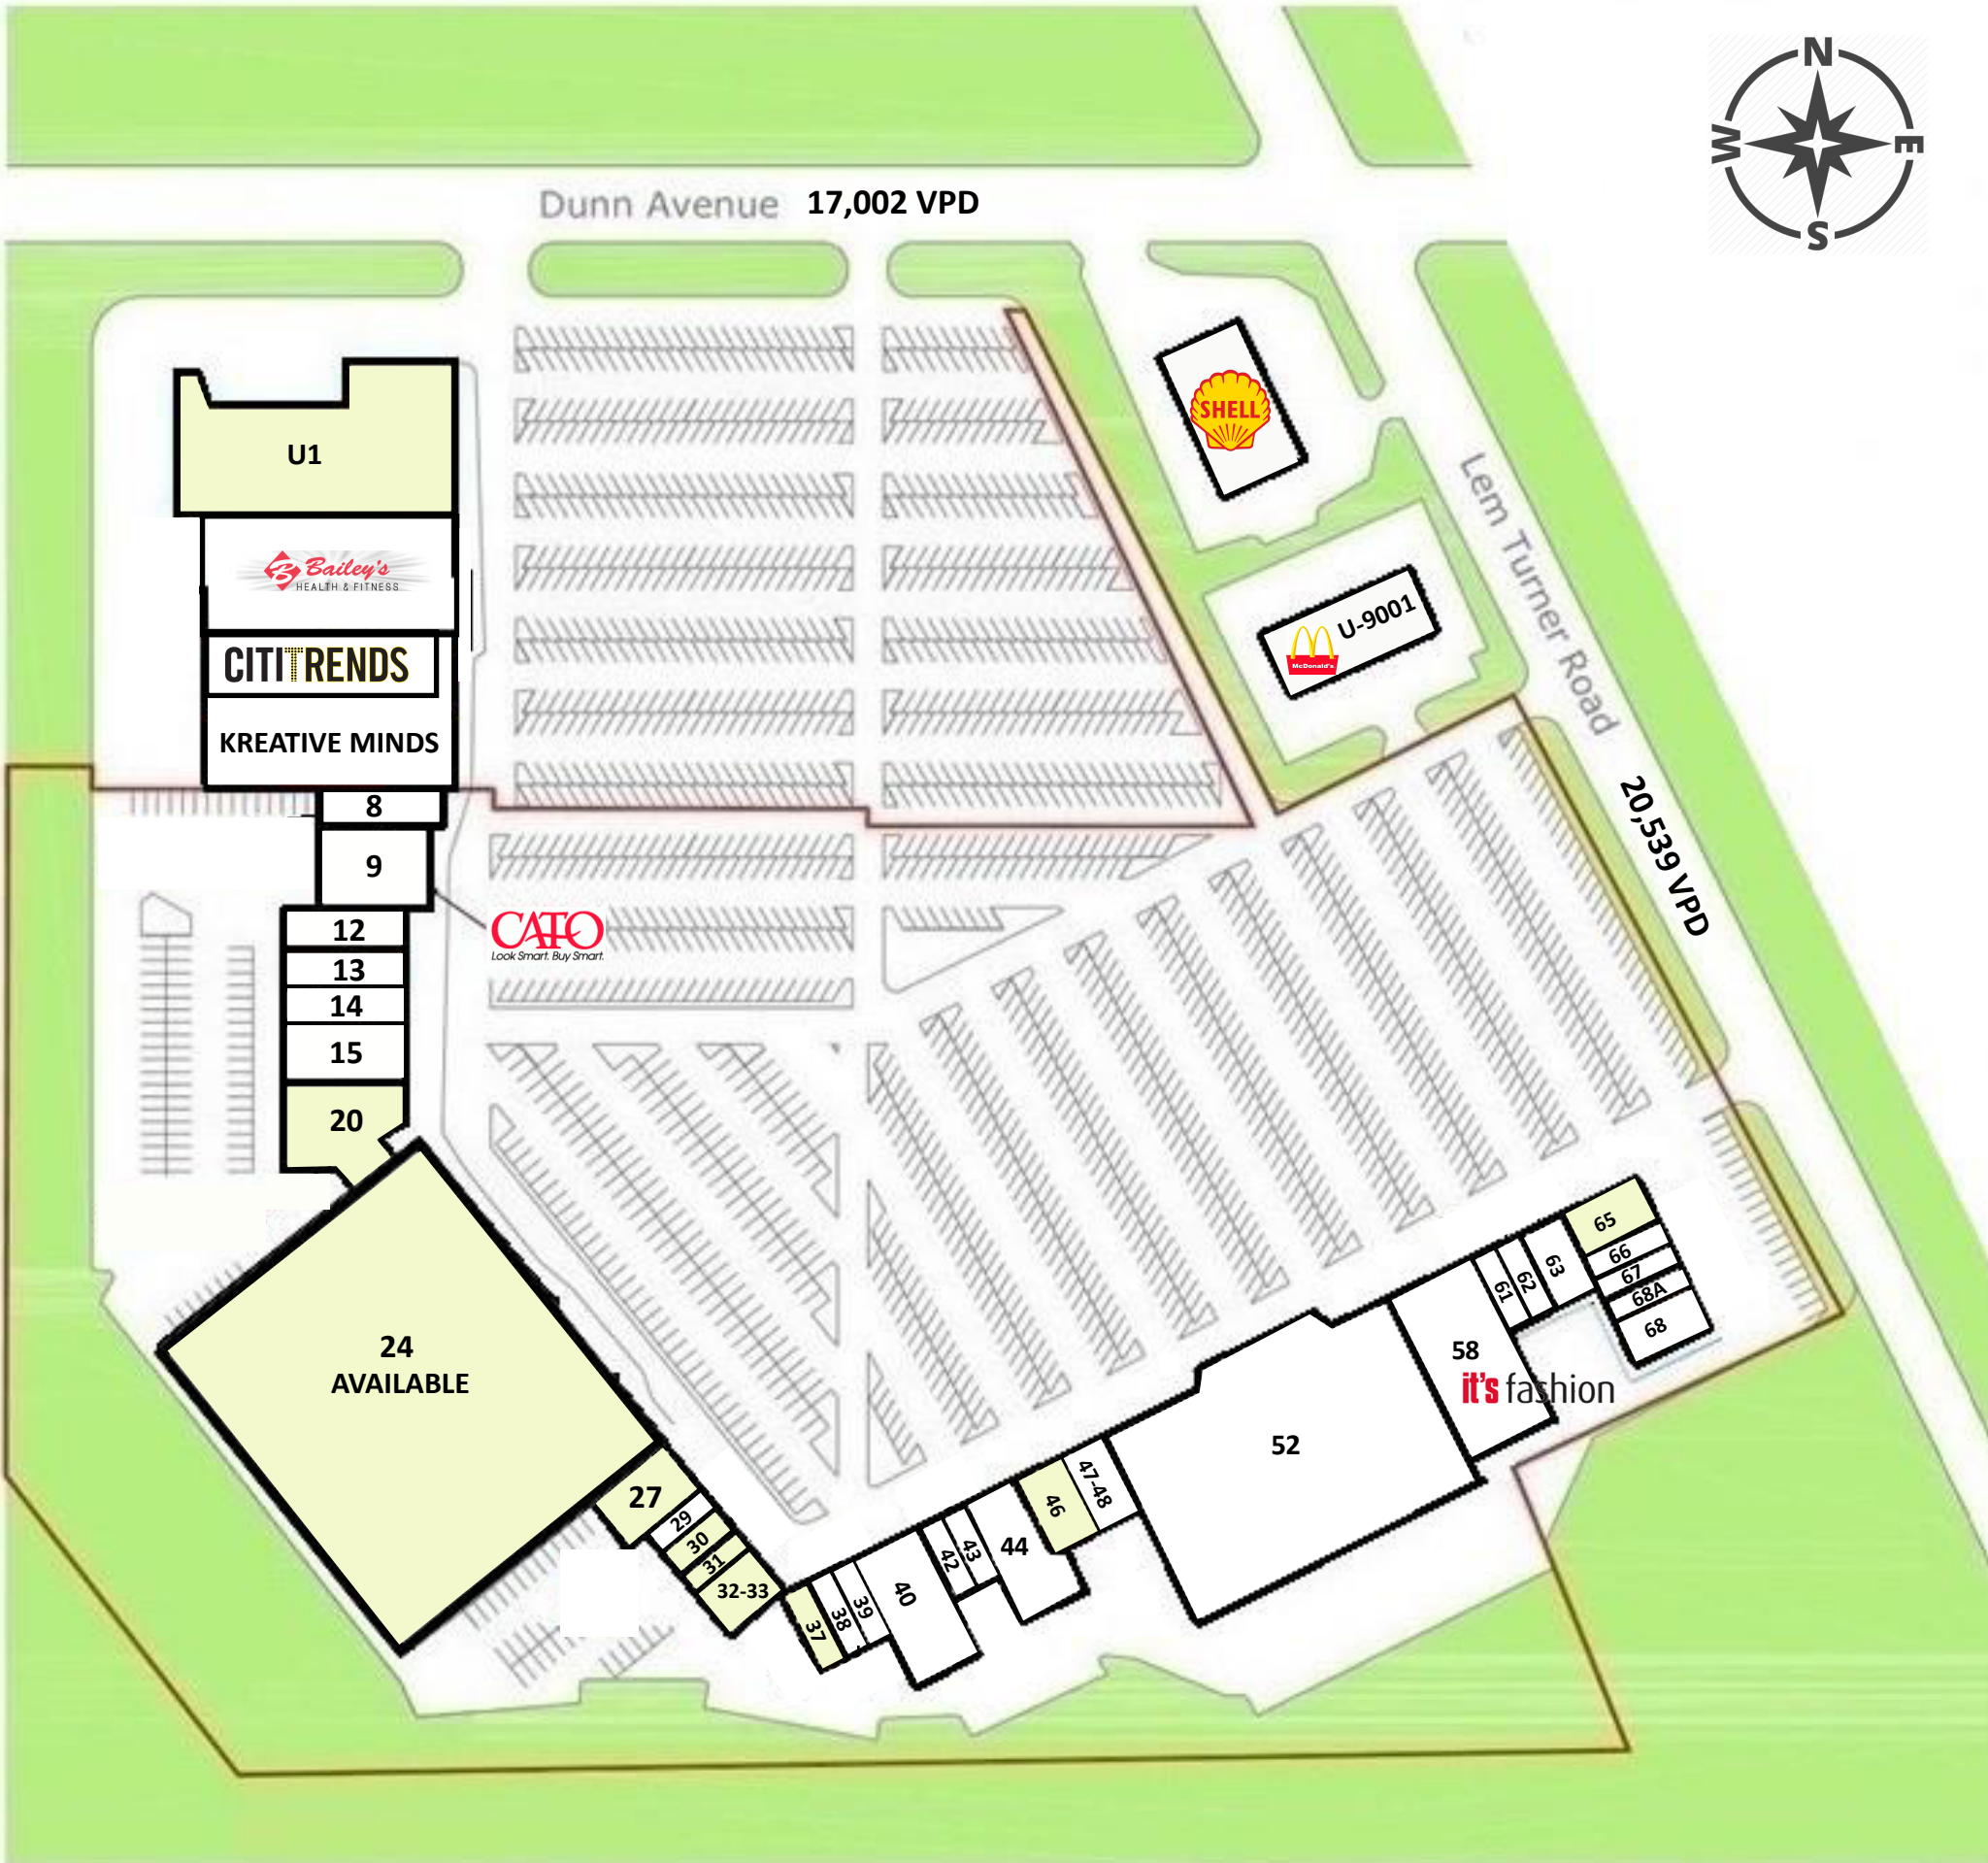 N
W E
S
Dunn Avenue 17,002 VPD
SHELL
U1
Lem Turner Road
Bailey's
HEALTH & FITNESS
McDonald's
U-9001
CITITRENDS
KREATIVE MINDS
20,539 VPD
8
9
CATO
Look Smart. Buy Smart.
12
13
14
15
20
24
AVAILABLE
27
29
30
31
32-33
37
38
39
40
42
43
44
46
47-48
52
58
it's fashion
61
62
63
65
66
67
68A
68